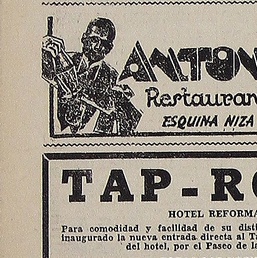 ANTON
Restauran
ESQUINA NIZA
TAP-R
HOTEL REFORMA
Para comodidad y facilidad de su dist
inaugurado la nueva entrada directa al T
del hotel, por el Paseo de la